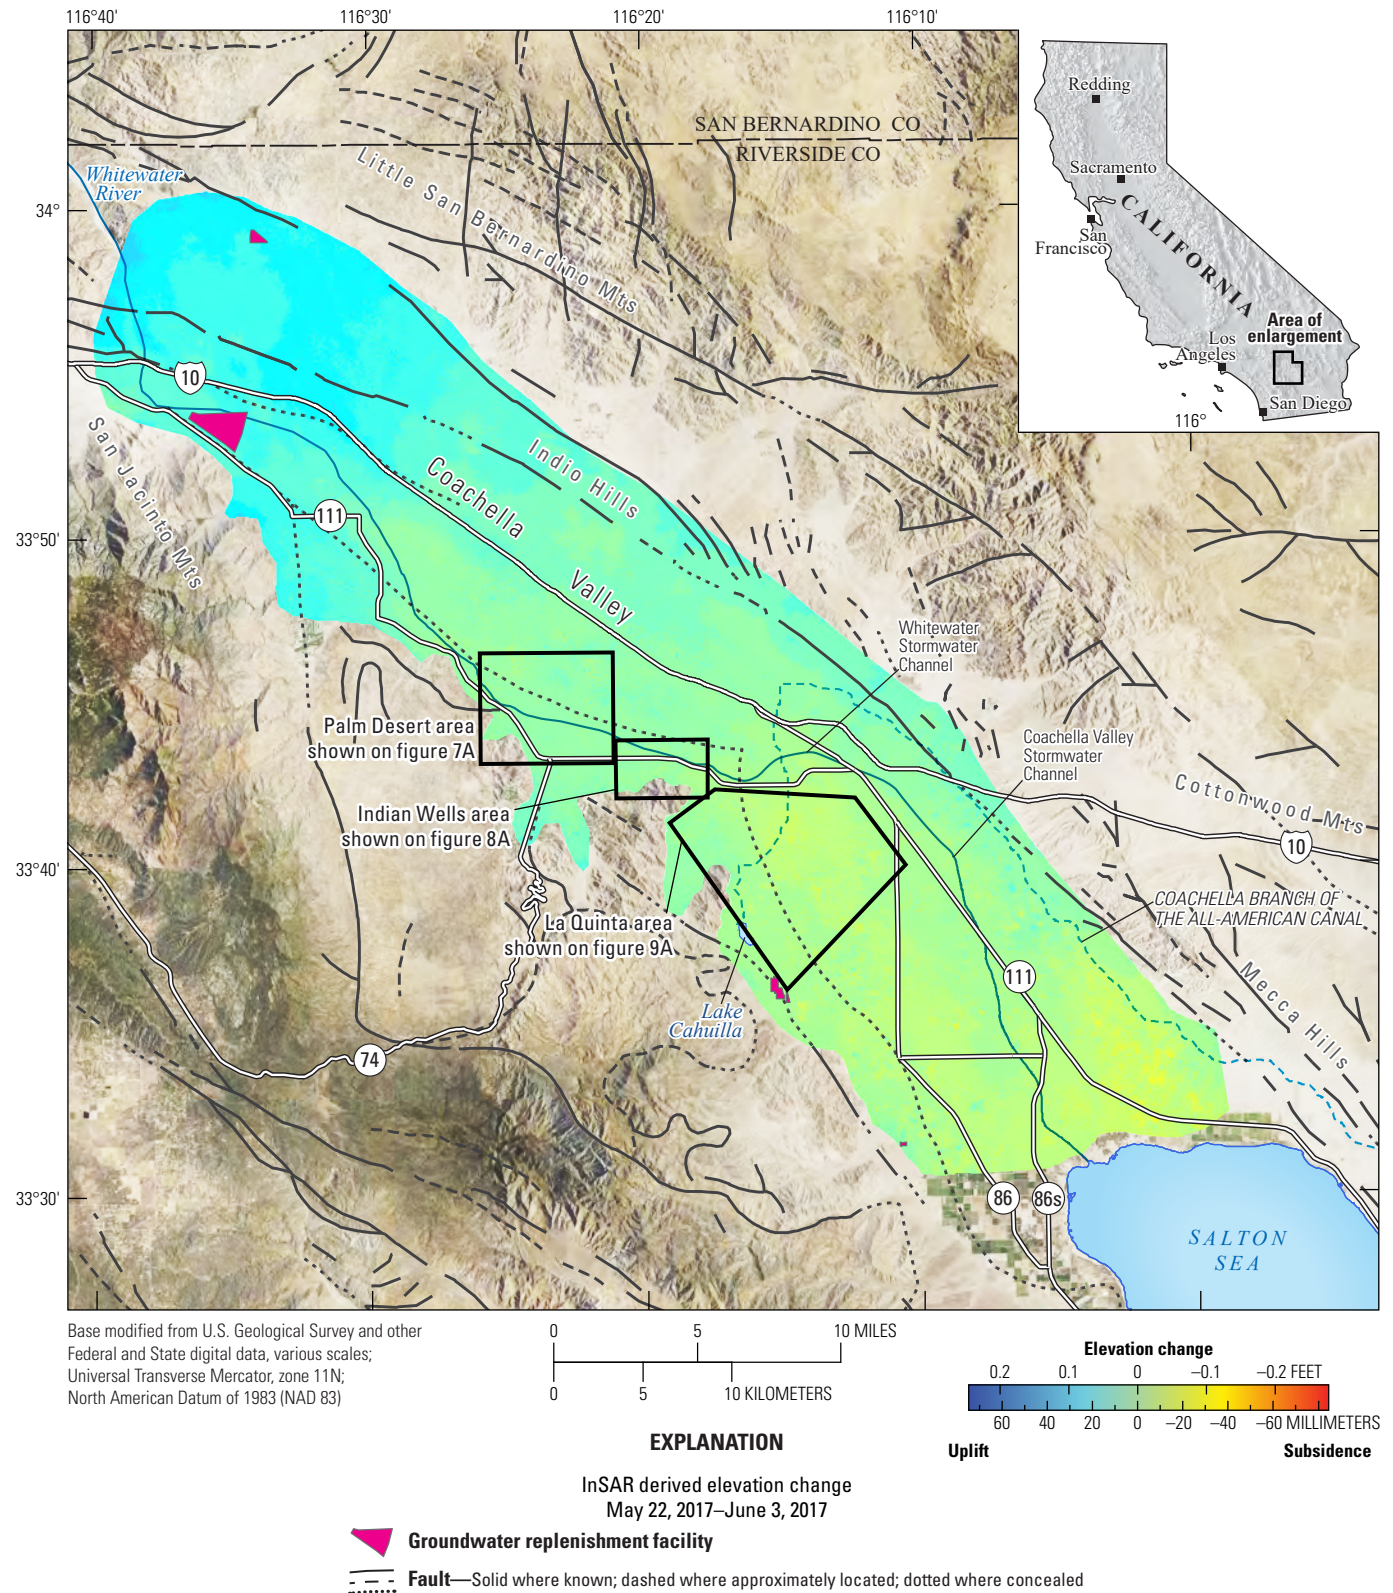 116°40'
116°30'
116°20'
116°10'
SAN BERNARDINO CO
RIVERSIDE CO
Whitewater
River
Little San Bernardino Mts
34°
10
San Jacinto Mts
111
Coachella
Valley
Indio Hills
33°50'
Whitewater
Stormwater
Channel
Palm Desert area
shown on figure 7A
Coachella Valley
Stormwater
Channel
Indian Wells area
shown on figure 8A
Cottonwood Mts
10
33°40'
COACHELLA BRANCH OF
THE ALL-AMERICAN CANAL
La Quinta area
shown on figure 9A
111
Mecca Hills
Lake
Cahuilla
74
33°30'
86
86s
SALTON
SEA
Redding
Sacramento
San
Francisco
CALIFORNIA
Area of
enlargement
Los
Angeles
San Diego
116°
Base modified from U.S. Geological Survey and other
Federal and State digital data, various scales;
Universal Transverse Mercator, zone 11N;
North American Datum of 1983 (NAD 83)
0 5 10 MILES
0 5 10 KILOMETERS
Elevation change
0.2 0.1 0 –0.1 –0.2 FEET
60 40 20 0 –20 –40 –60 MILLIMETERS
Uplift Subsidence
EXPLANATION
InSAR derived elevation change
May 22, 2017–June 3, 2017
Groundwater replenishment facility
Fault—Solid where known; dashed where approximately located; dotted where concealed